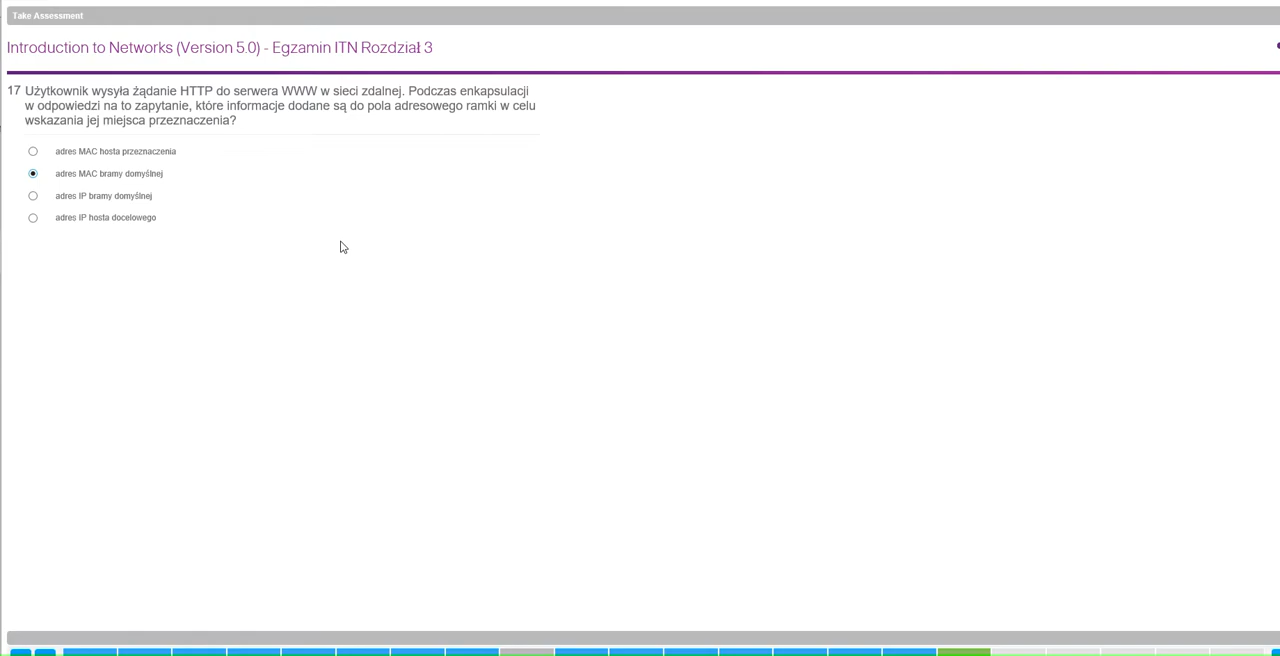 Take Assessment
Introduction to Networks (Version 5.0) - Egzamin ITN Rozdział 3
17 Użytkownik wysyła żądanie HTTP do serwera WWW w sieci zdalnej. Podczas enkapsulacji
w odpowiedzi na to zapytanie, które informacje dodane są do pola adresowego ramki w celu
wskazania jej miejsca przeznaczenia?
adres MAC hosta przeznaczenia
adres MAC bramy domyślnej
adres IP bramy domyślnej
adres IP hosta docelowego